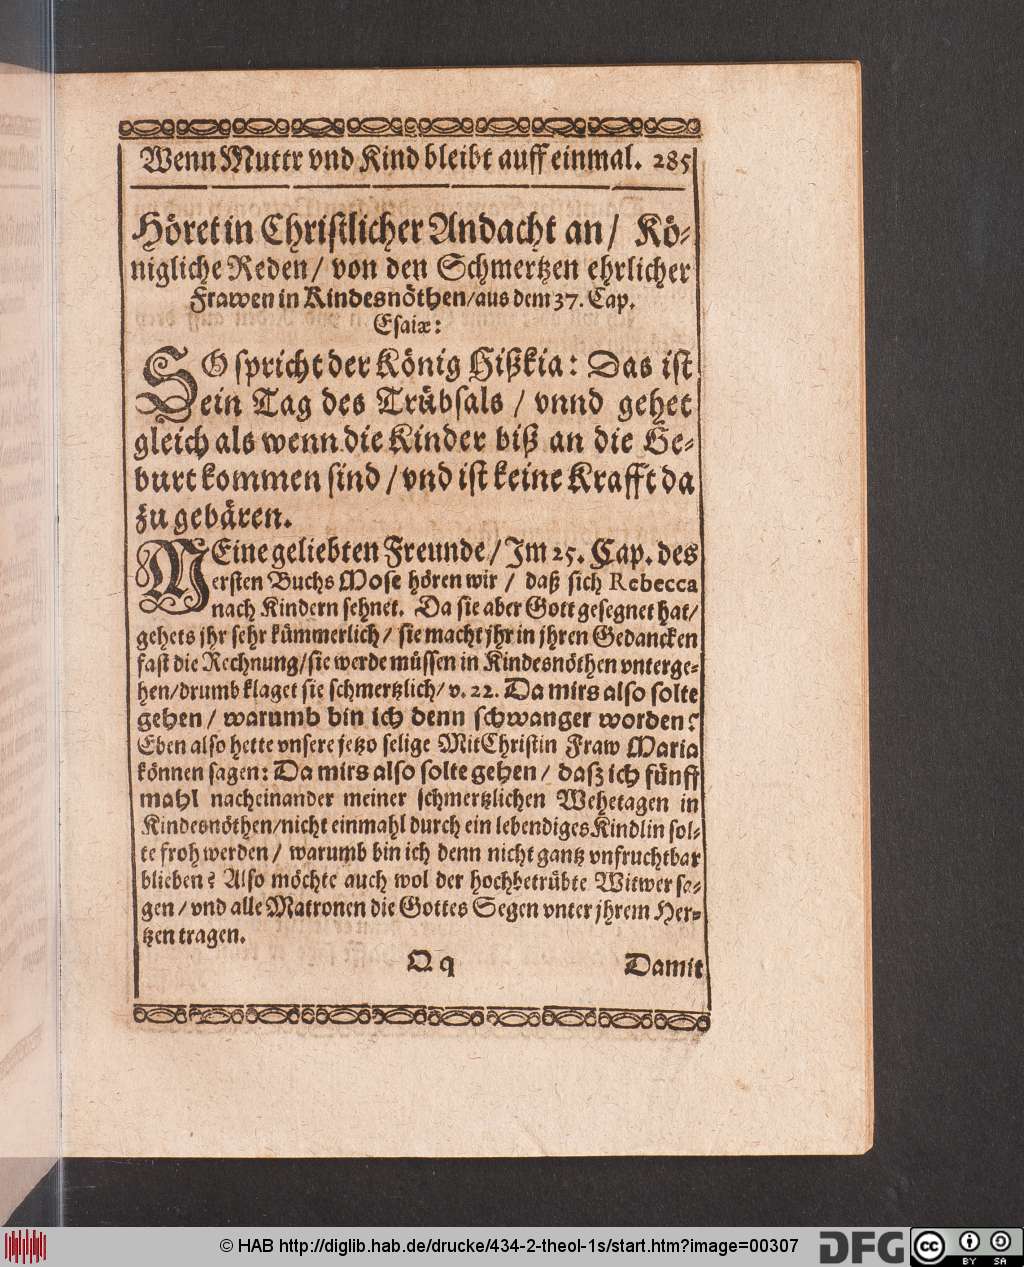 Wenn Muttr vnd Kind bleibt auff einmal. 285
Höret in Christlicher Andacht an/ Kö-
nigliche Reden/ von den Schmertzen ehrlicher
Frawen in Kindesnöthen/aus dem 37. Cap.
Esaiæ:
SO spricht der König Hißkia: Das ist
ein Tag des Trübsals / vnnd gehet
gleich als wenn die Kinder biß an die Ge-
burt kommen sind / vnd ist keine Krafft da
zu gebären.
MEine geliebten Freunde/ Im 25. Cap. des
ersten Buchs Mose hören wir / daß sich Rebecca
nach Kindern sehnet. Da sie aber Gott gesegnet hat/
gehets jhr sehr kümmerlich/ sie macht jhr in jhren Gedancken
fast die Rechnung/sie werde müssen in Kindesnöthen vnterge-
hen/drumb klaget sie schmertzlich/ v. 22. Da mirs also solte
gehen / warumb bin ich denn schwanger worden?
Eben also hette vnsere jetzo selige MitChristin Fraw Maria
können sagen: Da mirs also solte gehen / daß ich fünff
mahl nacheinander meiner schmertzlichen Wehetagen in
Kindesnöthen/nicht einmahl durch ein lebendiges Kindlin sol-
te froh werden / warumb bin ich denn nicht gantz vnfruchtbar
blieben? Also möchte auch wol der hochbetrübte Witwer sa-
gen / vnd alle Matronen die Gottes Segen vnter jhrem Her-
tzen tragen.
Q q Damit
© HAB http://diglib.hab.de/drucke/434-2-theol-1s/start.htm?image=00307
DFG
cc BY SA